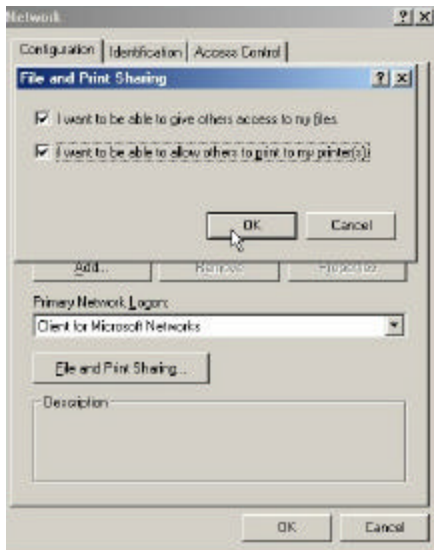 Network
Configuration Identification Access Control
File and Print Sharing
I want to be able to give others access to my files.
I want to be able to allow others to print to my printer(s).
OK Cancel
Add... Remove Properties
Primary Network Logon:
Client for Microsoft Networks
File and Print Sharing...
Description
OK Cancel